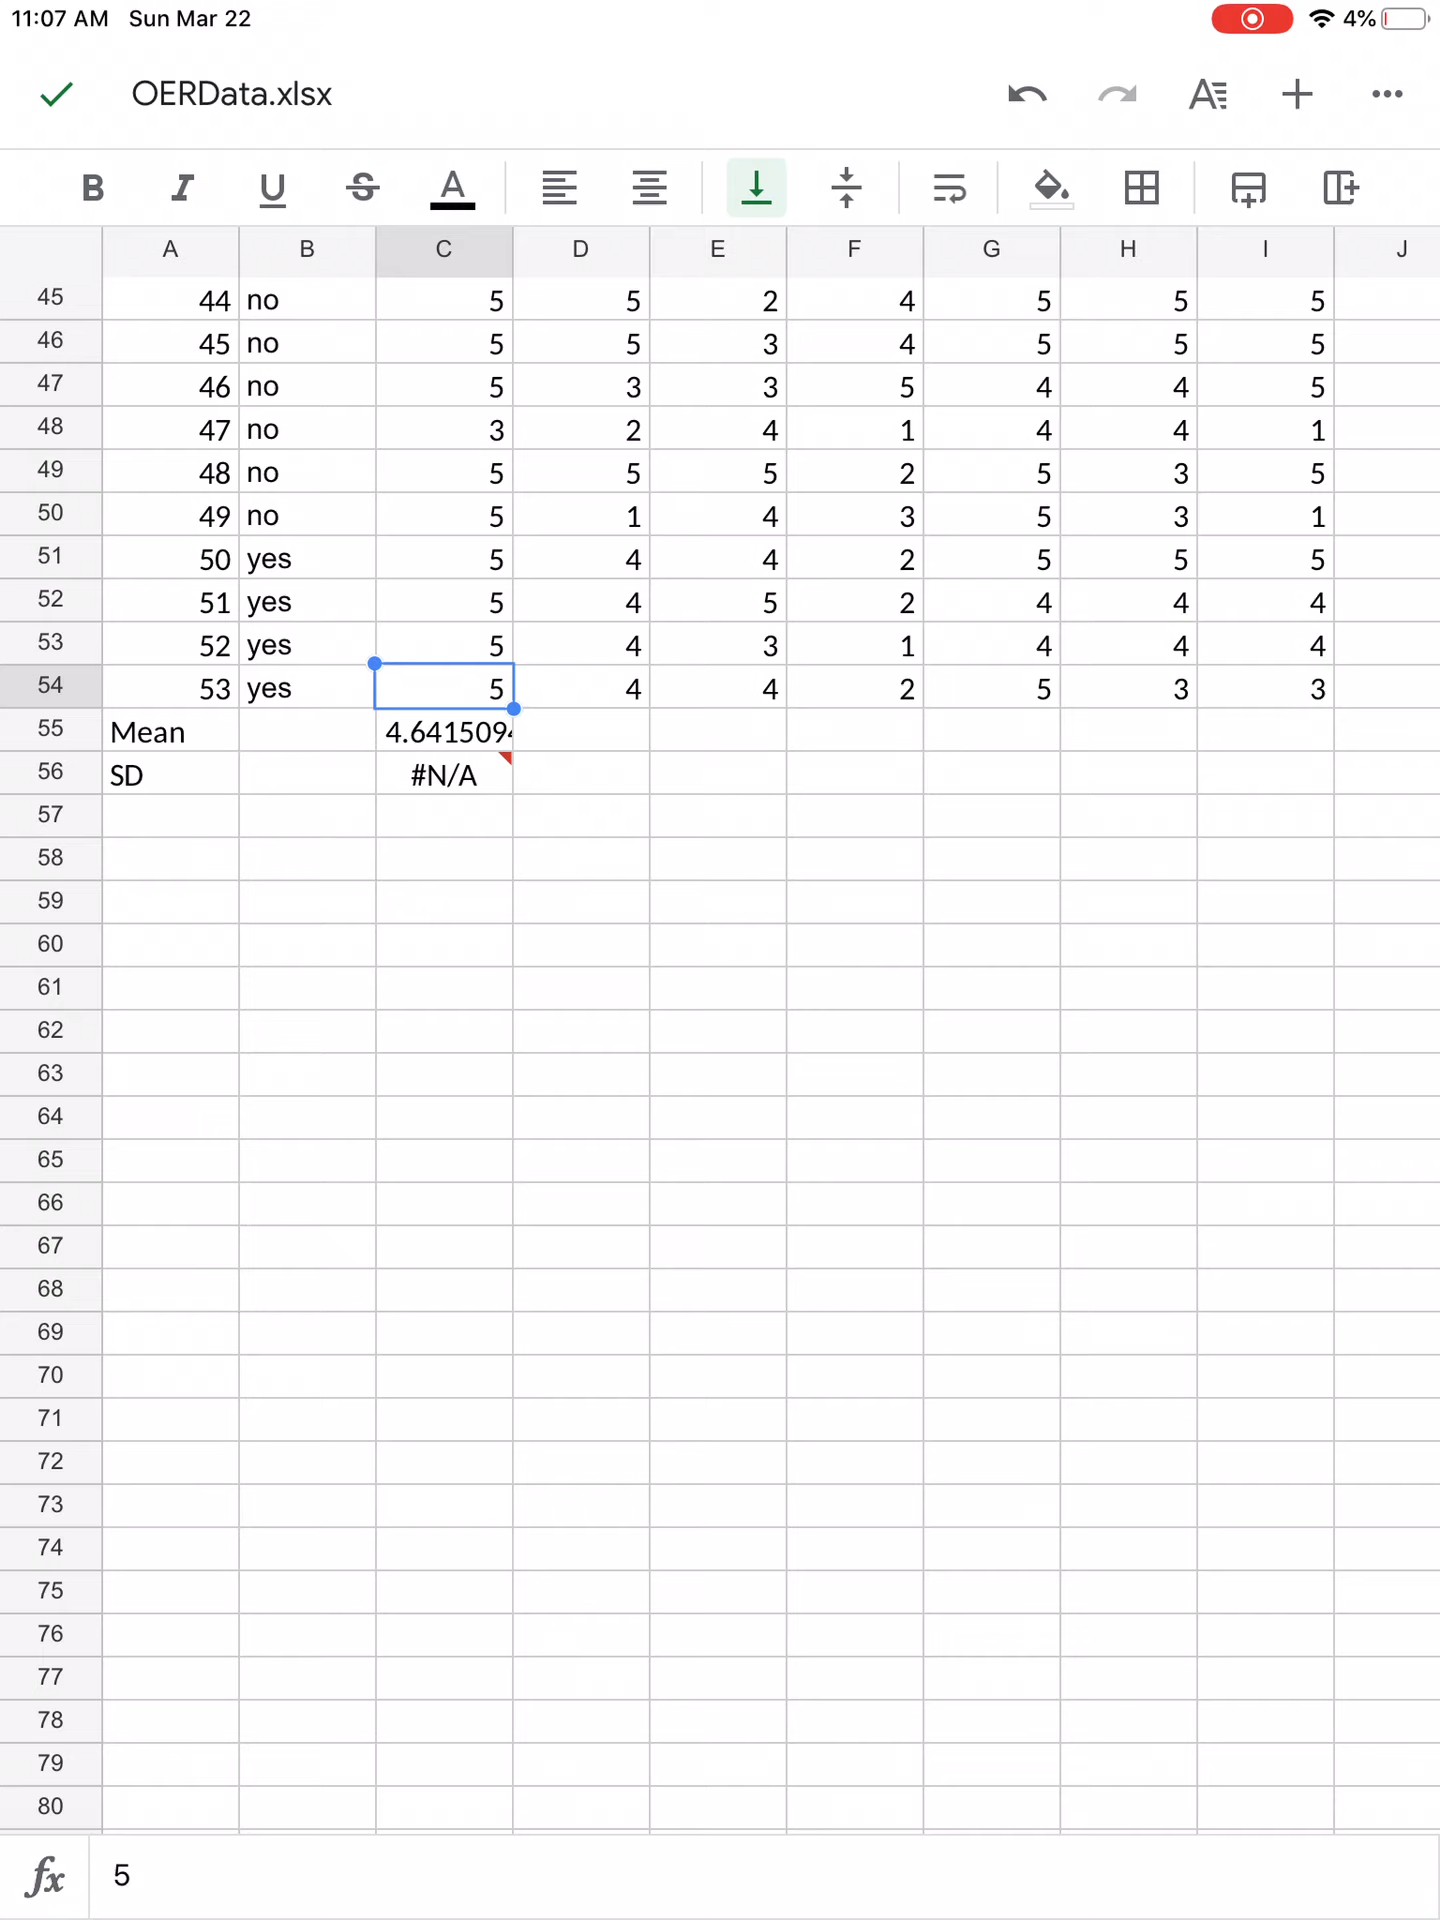 11:07 AM Sun Mar 22 4%
OERData.xlsx
B I U S A
A B C D E F G H I J
45 44 no 5 5 2 4 5 5 5
46 45 no 5 5 3 4 5 5 5
47 46 no 5 3 3 5 4 4 5
48 47 no 3 2 4 1 4 4 1
49 48 no 5 5 5 2 5 3 5
50 49 no 5 1 4 3 5 3 1
51 50 yes 5 4 4 2 5 5 5
52 51 yes 5 4 5 2 4 4 4
53 52 yes 5 4 3 1 4 4 4
54 53 yes 5 4 4 2 5 3 3
55 Mean 4.6415094
56 SD #N/A
57
58
59
60
61
62
63
64
65
66
67
68
69
70
71
72
73
74
75
76
77
78
79
80
fx 5